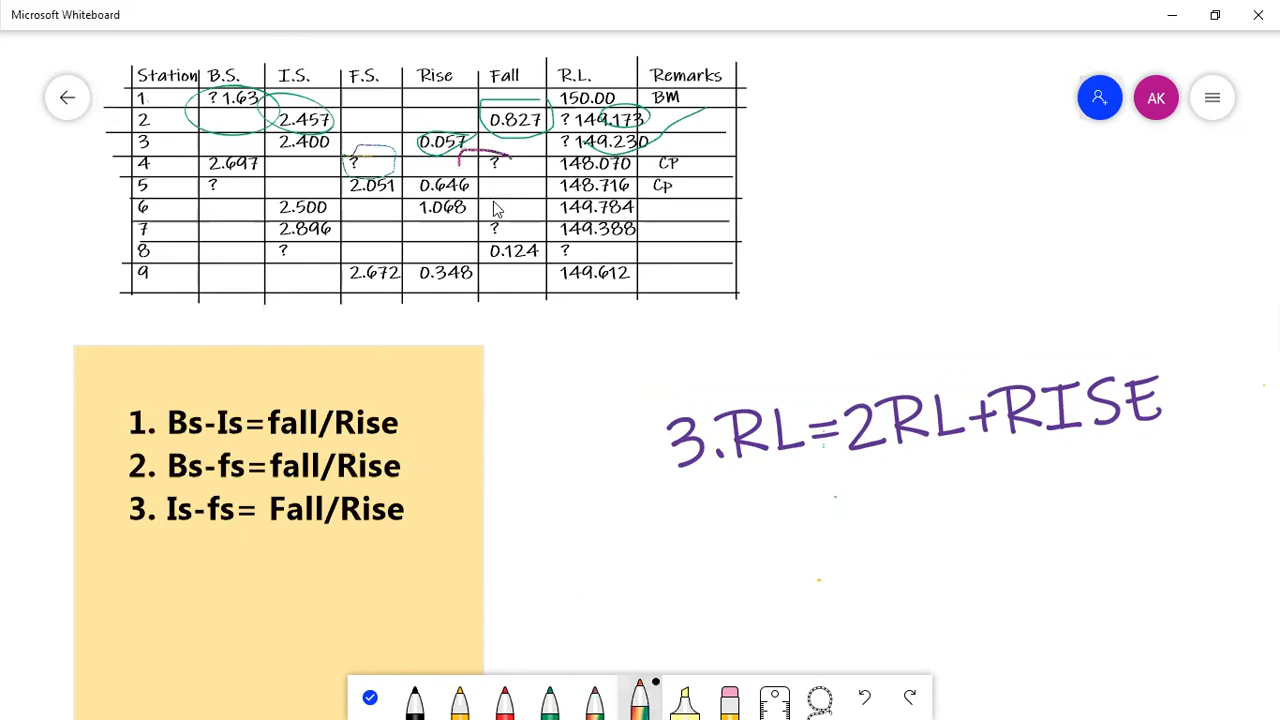 Microsoft Whiteboard
Station B.S. I.S. F.S. Rise Fall R.L. Remarks
1. ? 1.63 150.00 BM
2 2.457 0.827 ? 149.173
3 2.400 0.057 ? 149.230
4 2.697 ? ? 148.070 CP
5 ? 2.051 0.646 148.716 Cp
6 2.500 1.068 149.784
7 2.896 ? 149.388
8 ? 0.124 ?
9 2.672 0.348 149.612
AK
1. Bs-Is=fall/Rise
2. Bs-fs=fall/Rise
3. Is-fs= Fall/Rise
3.RL=2RL+RISE